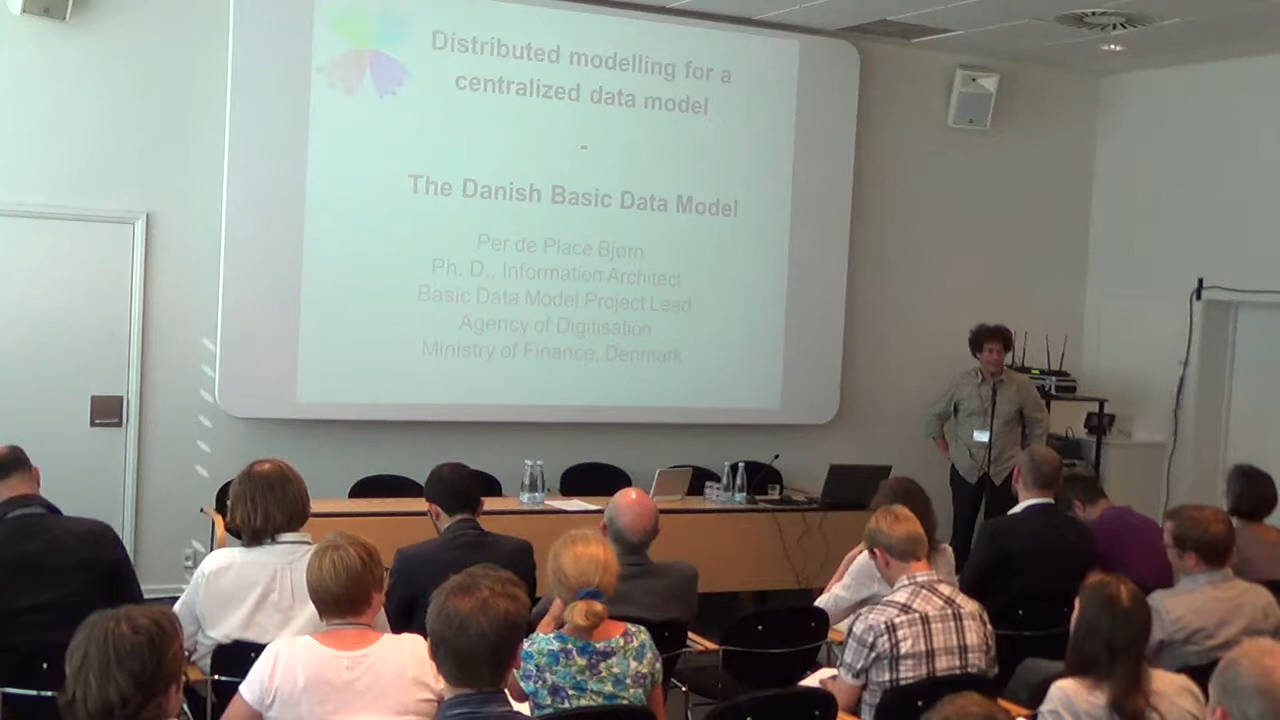 Distributed modelling for a
centralized data model
-
The Danish Basic Data Model
Per de Place Bjørn
Ph. D., Information Architect
Basic Data Model Project Lead
Agency of Digitisation
Ministry of Finance, Denmark